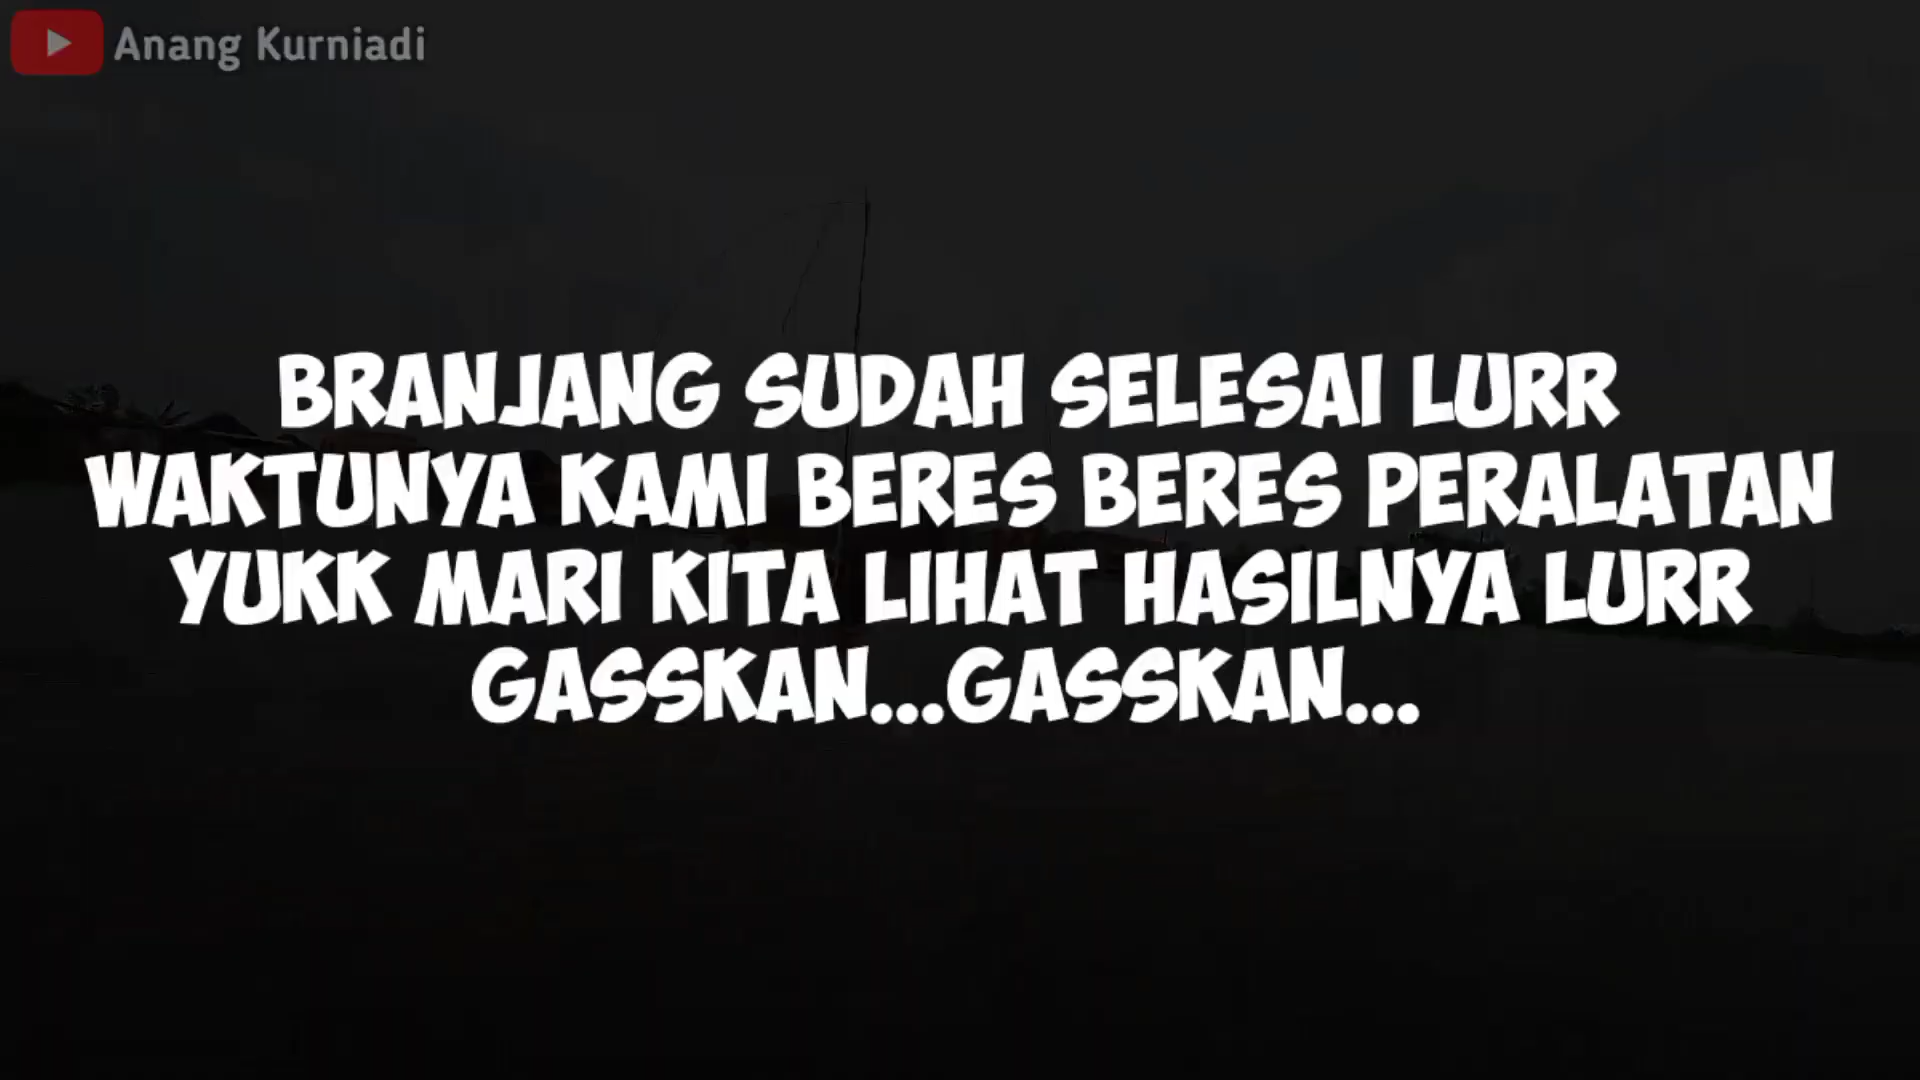 Anang Kurniadi
BRANJANG SUDAH SELESAI LURR
WAKTUNYA KAMI BERES BERES PERALATAN
YUKK MARI KITA LIHAT HASILNYA LURR
GASSKAN...GASSKAN...